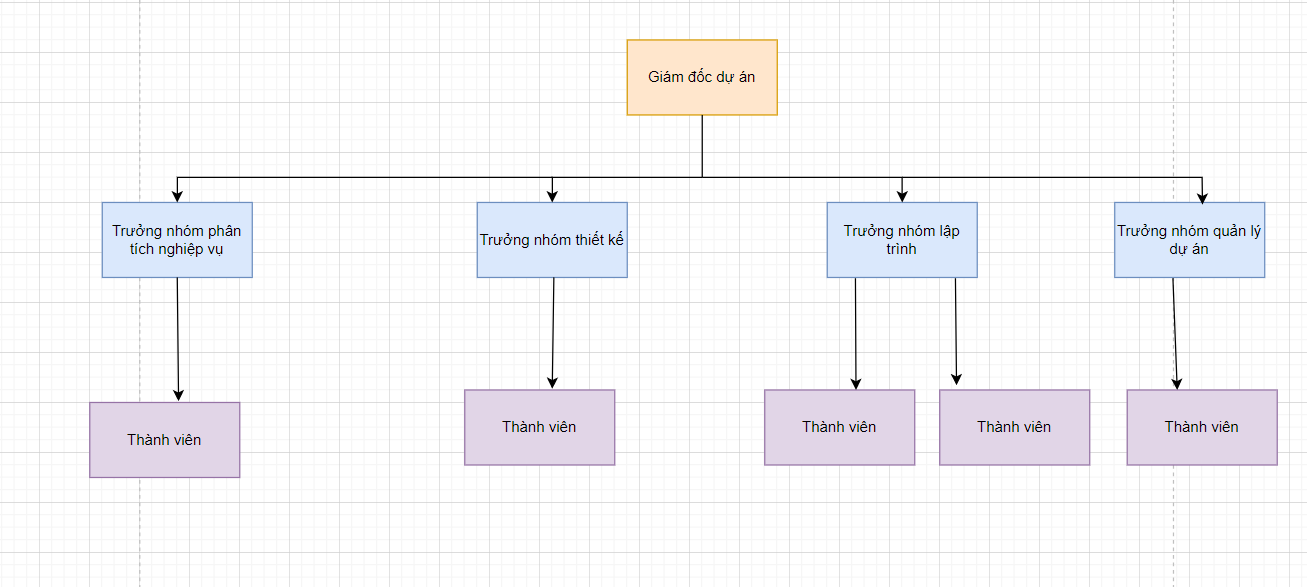 Giám đốc dự án
Trưởng nhóm phân
tích nghiệp vụ
Trưởng nhóm thiết kế
Trưởng nhóm lập
trình
Trưởng nhóm quản lý
dự án
Thành viên
Thành viên
Thành viên
Thành viên
Thành viên